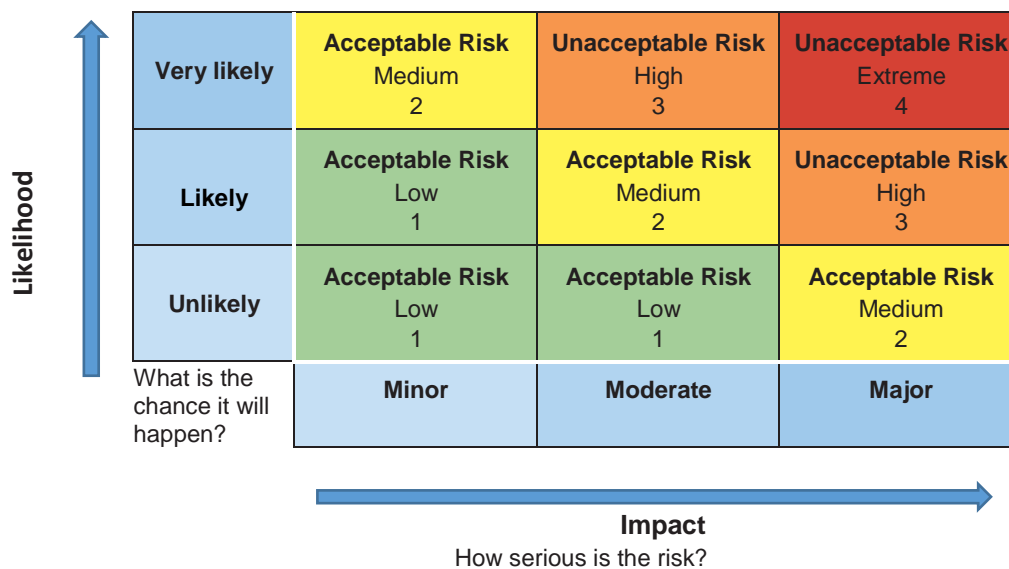 Likelihood
Very likely
Acceptable Risk
Medium
2
Unacceptable Risk
High
3
Unacceptable Risk
Extreme
4
Likely
Acceptable Risk
Low
1
Acceptable Risk
Medium
2
Unacceptable Risk
High
3
Unlikely
Acceptable Risk
Low
1
Acceptable Risk
Low
1
Acceptable Risk
Medium
2
What is the
chance it will
happen?
Minor
Moderate
Major
Impact
How serious is the risk?